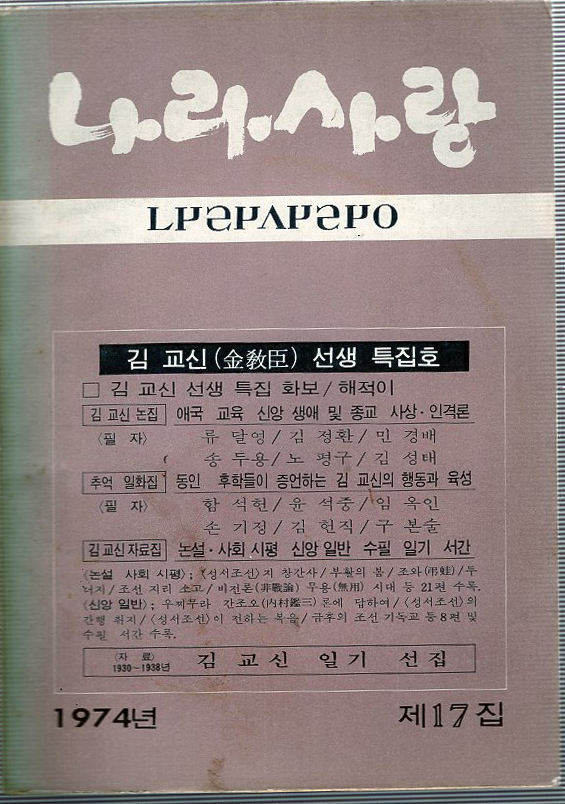 나라사랑
ㄴㅏㄹㅏㅅㅏㄹㅏㅇ
김 교신(金敎臣) 선생 특집호
□ 김 교신 선생 특집 화보/해적이
김 교신 논집 애국 교육 신앙 생애 및 종교 사상·인격론
〈필 자〉 류 달영/김 정환/민 경배
송 두용/노 평구/김 성태
추억 일화집 동인 후학들이 증언하는 김 교신의 행동과 육성
〈필 자〉 함 석헌/윤 석중/임 옥인
손 기정/김 헌직/구 본술
김 교신 자료집 논설·사회 시평 신앙 일반 수필 일기 서간
〈논설 사회 시평〉; 〈성서조선〉지 창간사/부활의 봄/조와(弔蛙)/두
너지/조선 지리 소고/비전론(非戰論) 무용(無用) 시대 등 21편 수록.
〈신앙 일반〉; 우찌무라 간조오(內村鑑三)론에 답하여/〈성서조선〉의
간행 취지/〈성서조선〉이 전하는 복음/금후의 조선 기독교 등 8편 및
수필 서간 수록.
〈자 료〉
1930~1938년 김 교신 일기 선집
1974년 제17집